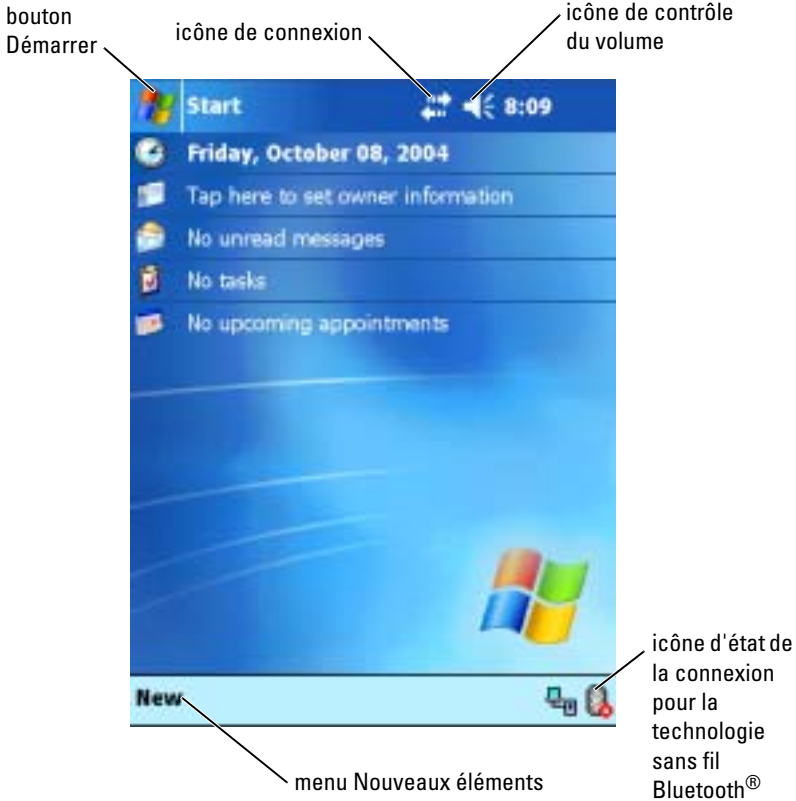 bouton
Démarrer
icône de connexion
icône de contrôle
du volume
Start
8:09
Friday, October 08, 2004
Tap here to set owner information
No unread messages
No tasks
No upcoming appointments
New
icône d'état de
la connexion
pour la
technologie
sans fil
Bluetooth®
menu Nouveaux éléments